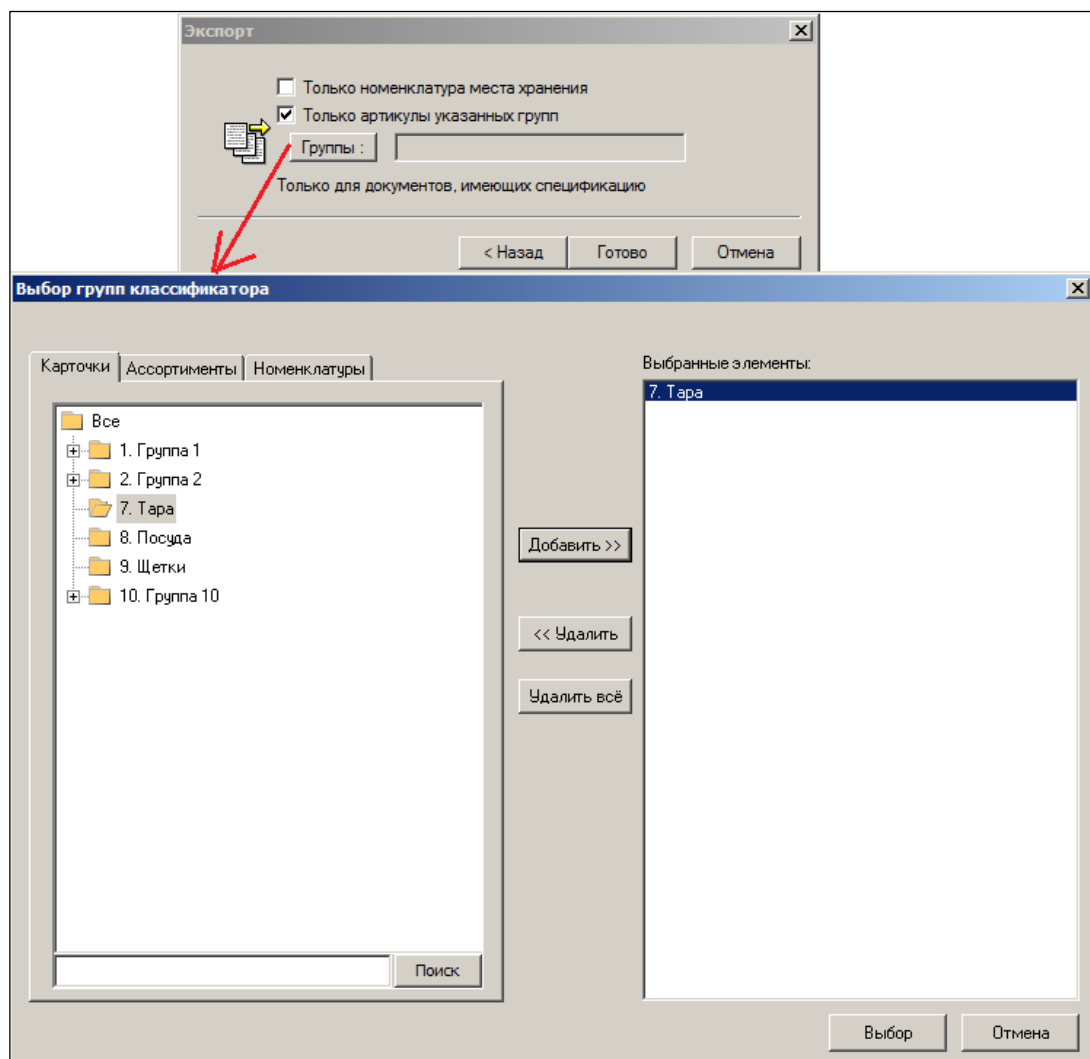 Экспорт
Только номенклатура места хранения
Только артикулы указанных групп
Группы :
Только для документов, имеющих спецификацию
< Назад Готово Отмена
Выбор групп классификатора
Карточки Ассортименты Номенклатуры
Выбранные элементы:
7. Тара
Все
1. Группа 1
2. Группа 2
7. Тара
8. Посуда
9. Щетки
10. Группа 10
Добавить >>
<< Удалить
Удалить всё
Поиск
Выбор Отмена